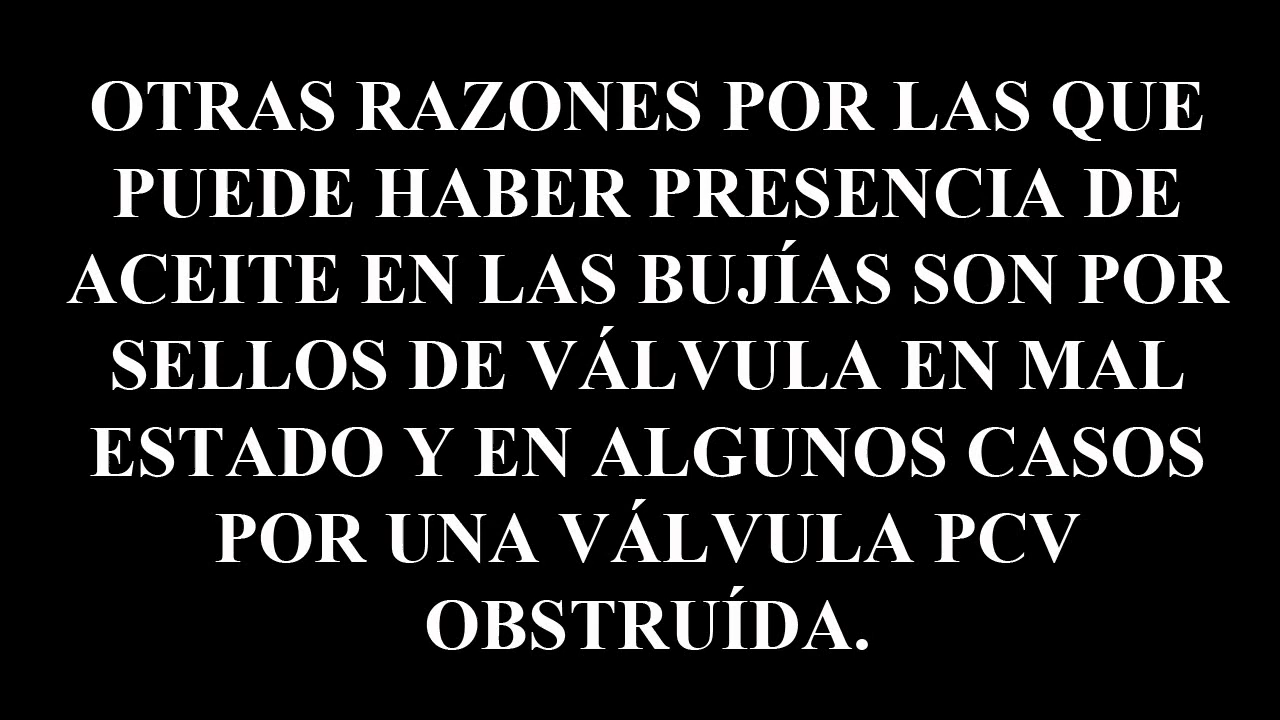 OTRAS RAZONES POR LAS QUE
PUEDE HABER PRESENCIA DE
ACEITE EN LAS BUJÍAS SON POR
SELLOS DE VÁLVULA EN MAL
ESTADO Y EN ALGUNOS CASOS
POR UNA VÁLVULA PCV
OBSTRUÍDA.